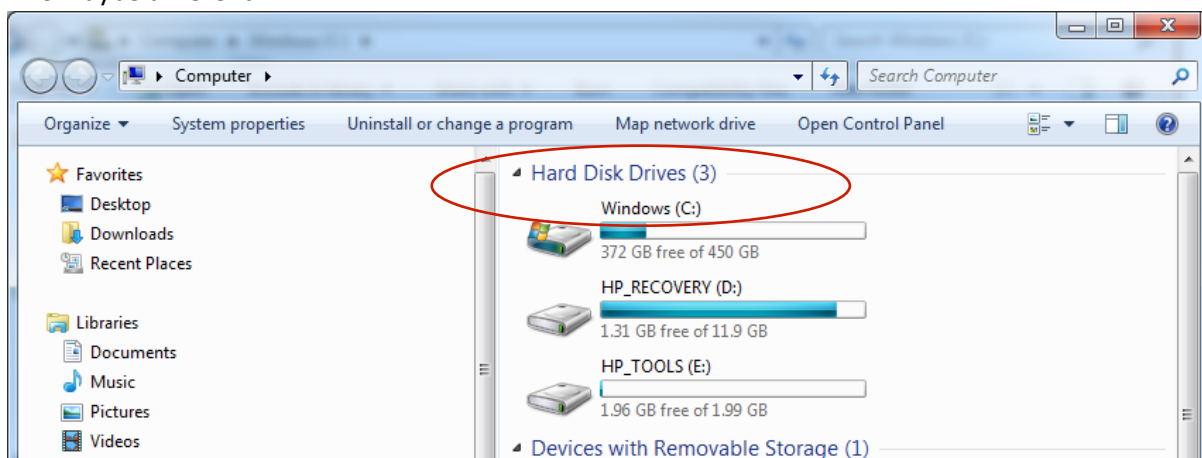 Computer
Search Computer
Organize
System properties
Uninstall or change a program
Map network drive
Open Control Panel
Favorites
Desktop
Downloads
Recent Places
Libraries
Documents
Music
Pictures
Videos
Hard Disk Drives (3)
Windows (C:)
372 GB free of 450 GB
HP_RECOVERY (D:)
1.31 GB free of 11.9 GB
HP_TOOLS (E:)
1.96 GB free of 1.99 GB
Devices with Removable Storage (1)